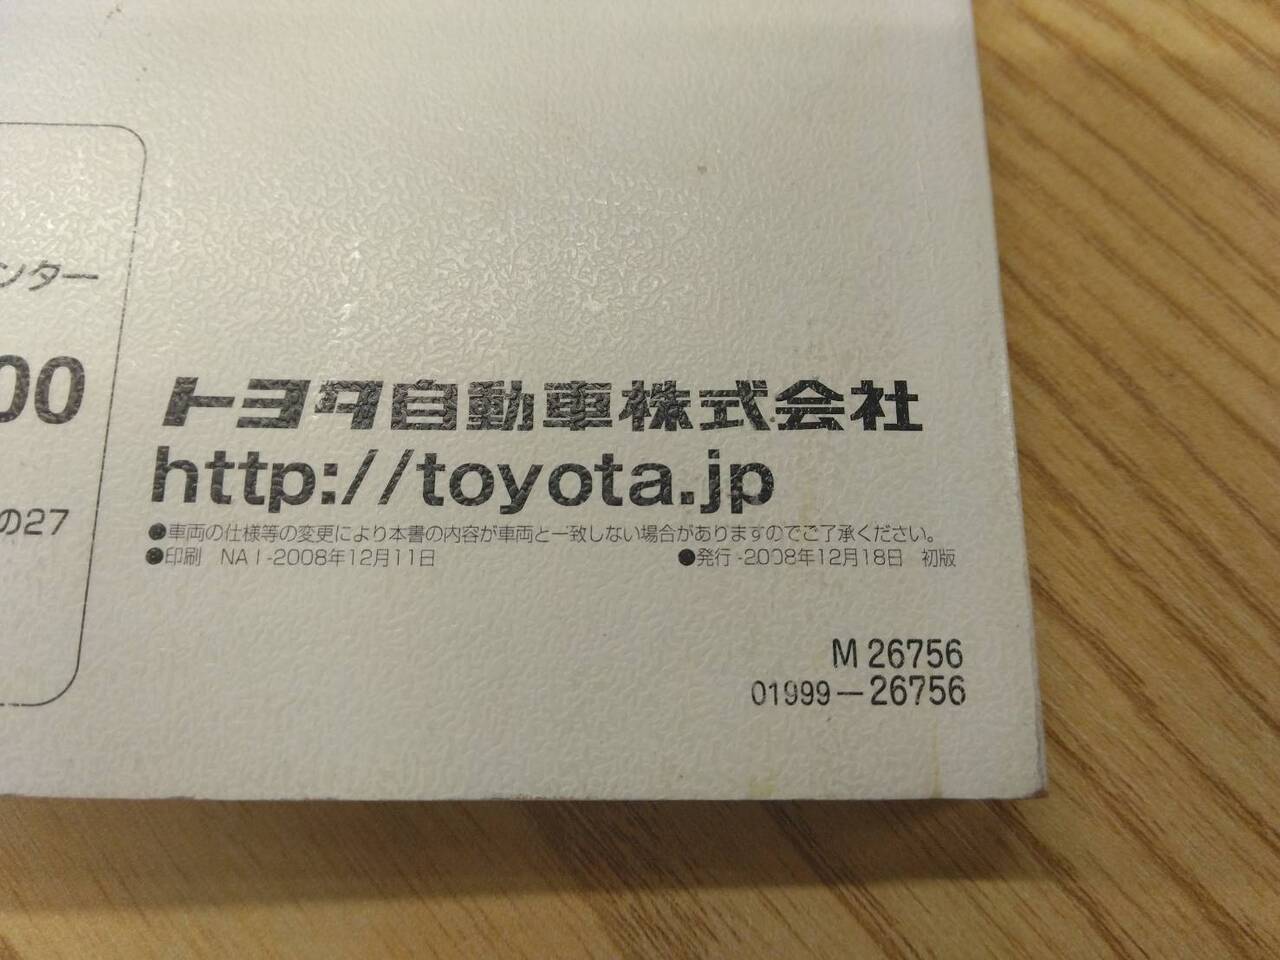 ンター
00
の27
トヨタ自動車株式会社
http://toyota.jp
●車両の仕様等の変更により本書の内容が車両と一致しない場合がありますのでご了承ください。
●印刷 NAI-2008年12月11日 ●発行-2008年12月18日 初版
M 26756
01999-26756